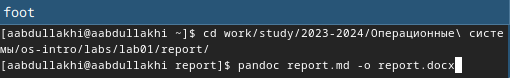 foot
[aabdullakhi@aabdullakhi ~]$ cd work/study/2023-2024/Операционные\ систе
мы/os-intro/labs/lab01/report/
[aabdullakhi@aabdullakhi report]$ pandoc report.md -o report.docx